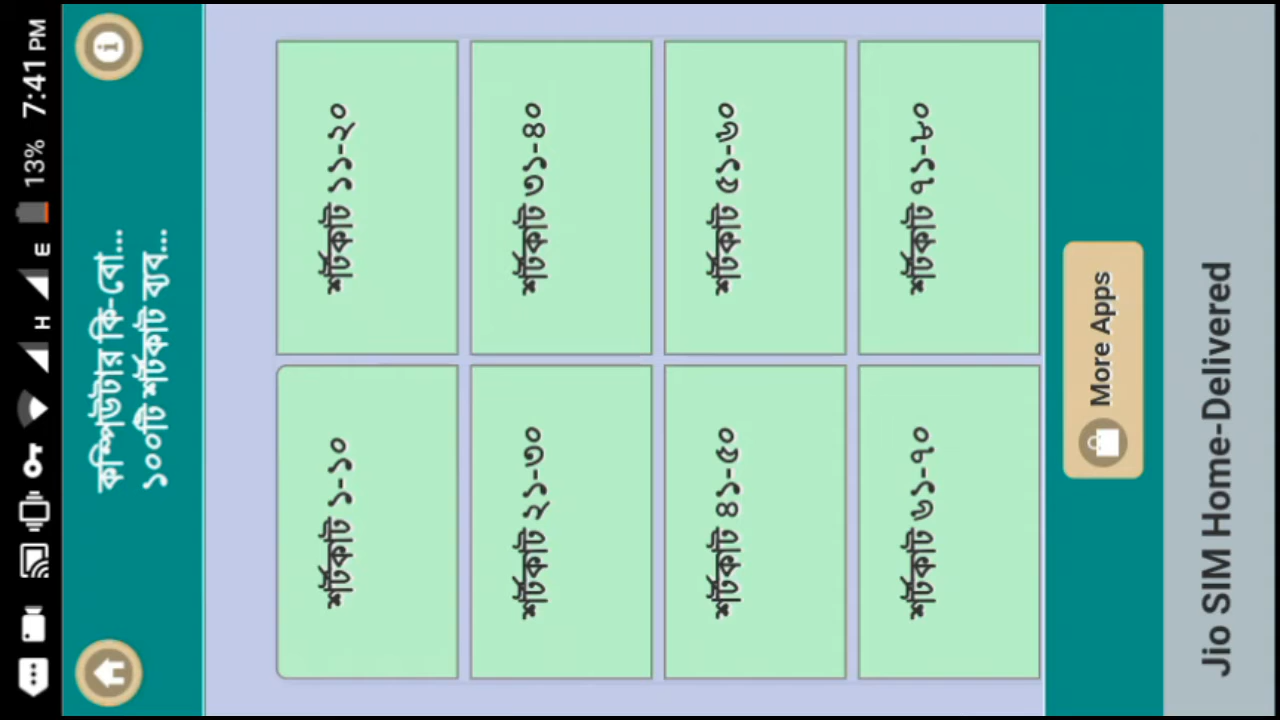 E H 13% 7:41 PM
কম্পিউটার কি-বো...
১০০টি শর্টকাট ব্যব...
শর্টকাট ১-১০
শর্টকাট ১১-২০
শর্টকাট ২১-৩০
শর্টকাট ৩১-৪০
শর্টকাট ৪১-৫০
শর্টকাট ৫১-৬০
শর্টকাট ৬১-৭০
শর্টকাট ৭১-৮০
More Apps
Jio SIM Home-Delivered